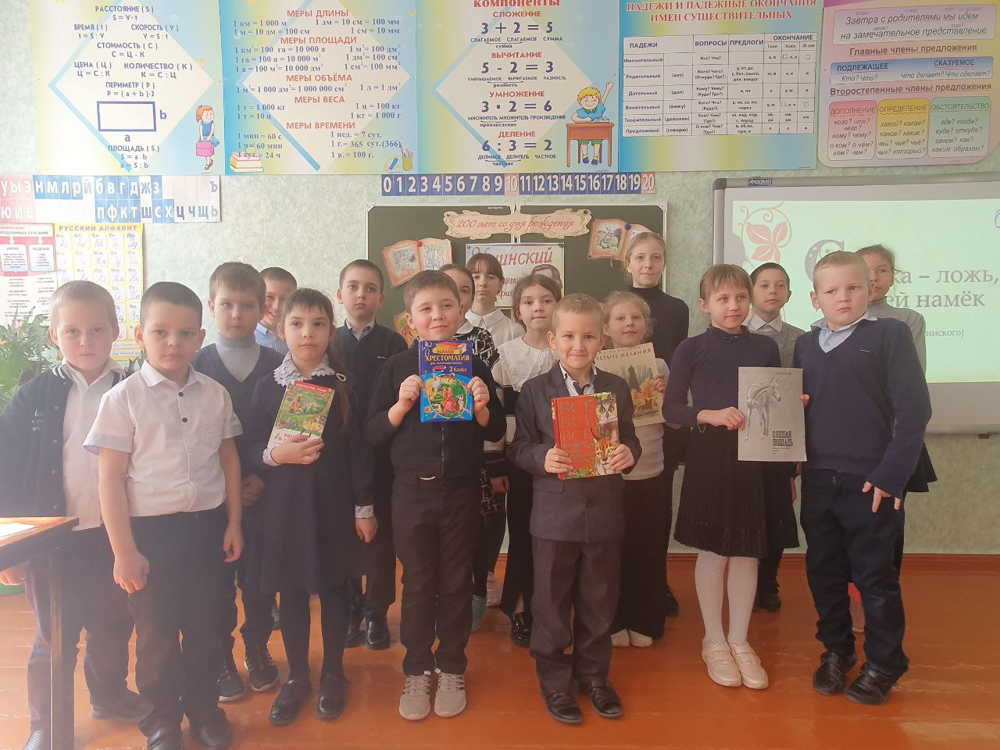 РАССТОЯНИЕ ( S )
S = V · t
ВРЕМЯ ( t ) СКОРОСТЬ ( V )
t = S : V V = S : t
СТОИМОСТЬ ( С )
С = Ц · К
ЦЕНА ( Ц ) КОЛИЧЕСТВО ( К )
Ц = С : К К = С : Ц
ПЕРИМЕТР ( Р )
Р = ( a + b )·2
b
a
ПЛОЩАДЬ ( S )
S = a b
a = S : b
МЕРЫ ДЛИНЫ
1 км = 1 000 м 1 дм = 10 см = 100 мм
1 м = 10 дм = 100 см 1 см = 10 мм
МЕРЫ ПЛОЩАДИ
1 км²= 100 га = 10 000 а 1 м²= 100 дм²
1 га = 100 а = 10 000 м² 1 дм²= 100 см²
1 а = 100 м²= 10 000 дм² 1 см²= 100 мм²
МЕРЫ ОБЪЁМА
1 м³ = 1 000 дм³= 1 000 000 см³ 1 л = 1 дм³
МЕРЫ ВЕСА
1 т = 1 000 кг 1 ц = 100 кг
1 т = 10 ц 1 кг = 1 000 г
МЕРЫ ВРЕМЕНИ
1 мин = 60 с 1 нед. = 7 сут.
1 ч = 60 мин 1 г.= 365 сут.(366)
1 сут.= 24 ч 1 в.= 100 г.
компоненты
СЛОЖЕНИЕ
3 + 2 = 5
СЛАГАЕМОЕ СЛАГАЕМОЕ СУММА
сумма
ВЫЧИТАНИЕ
5 - 2 = 3
УМЕНЬШАЕМОЕ ВЫЧИТАЕМОЕ РАЗНОСТЬ
разность
УМНОЖЕНИЕ
3 · 2 = 6
МНОЖИТЕЛЬ МНОЖИТЕЛЬ ПРОИЗВЕДЕНИЕ
произведение
ДЕЛЕНИЕ
6 : 3 = 2
ДЕЛИМОЕ ДЕЛИТЕЛЬ ЧАСТНОЕ
частное
ПАДЕЖИ И ПАДЕЖНЫЕ ОКОНЧАНИЯ
ИМЕН СУЩЕСТВИТЕЛЬНЫХ
ПАДЕЖИ ВОПРОСЫ ПРЕДЛОГИ ОКОНЧАНИЕ
I скл II скл III скл
Именительный Кто? Что?
Родительный (нет) Кого? Чего? (Откуда? Где?) у, от, до, с, без, около, для, вокруг
Дательный (дал) Кому? Чему? (Куда? Где?) к, по
Винительный (вижу) Кого? Что? (Куда?) в, на, за, по, через
Творительный (доволен) Кем? Чем? (Где?) за, над, под, с, перед
Предложный (говорю) О ком? О чем? (Где?) в, об, на, при, о
Завтра с родителями мы идем
на замечательное представление.
Главные члены предложения
ПОДЛЕЖАЩЕЕ СКАЗУЕМОЕ
Кто? Что? Что делает? Что сделает?
Второстепенные члены предложения
ДОПОЛНЕНИЕ ОПРЕДЕЛЕНИЕ ОБСТОЯТЕЛЬСТВО
кого? что?
чего?
кому? чему?
о ком? о чём?
кем? чем?
какой? какая?
какое? какие?
чей? чья? чьё?
чьи? который?
где? когда?
куда? откуда?
зачем? как?
каким образом?
у ы э н м л р й б в г д ж з Ъ
ю и е п ф к т ш с х ц ч щ ь
РУССКИЙ АЛФАВИТ
0 1 2 3 4 5 6 7 8 9 10 11 12 13 14 15 16 17 18 19 20
200 лет со дня рождения
Ушинский
ФОРМО
ка – ложь,
ей намёк
ХРЕСТОМАТИЯ
2 класс
ВСЕ
ВСЕ
ВСЕ
ЧЕТЫРЕ ЖЕЛАНИЯ
СЛЕПАЯ
ЛОШАДЬ